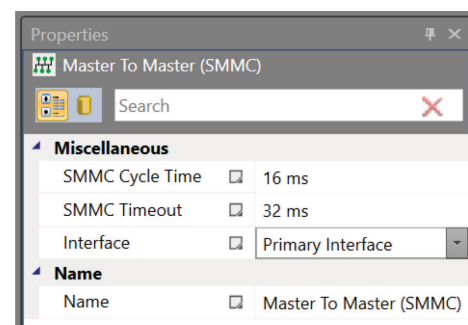 Properties
Master To Master (SMMC)
Search
Miscellaneous
SMMC Cycle Time 16 ms
SMMC Timeout 32 ms
Interface Primary Interface
Name
Name Master To Master (SMMC)